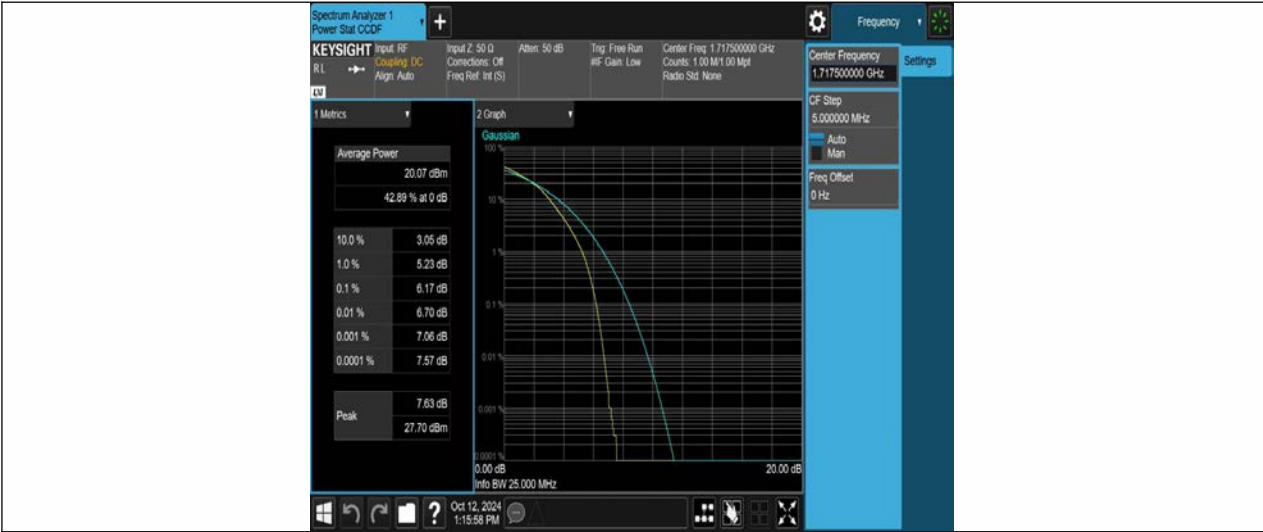 Spectrum Analyzer 1
Power Stat CCDF
+
Frequency
KEYSIGHT
RL
Input: RF
Coupling: DC
Align: Auto
Input Z: 50 Ω
Corrections: Off
Freq Ref: Int (S)
Atten: 50 dB
Trig: Free Run
#IF Gain: Low
Center Freq: 1.717500000 GHz
Counts: 1.00 M/1.00 Mpt
Radio Std: None
Center Frequency
1.717500000 GHz
Settings
CF Step
5.000000 MHz
Auto
Man
Freq Offset
0 Hz
1 Metrics
Average Power
20.07 dBm
42.89 % at 0 dB
10.0 % 3.05 dB
1.0 % 5.23 dB
0.1 % 6.17 dB
0.01 % 6.70 dB
0.001 % 7.06 dB
0.0001 % 7.57 dB
Peak
7.63 dB
27.70 dBm
2 Graph
Gaussian
100 %
10 %
1 %
0.1 %
0.01 %
0.001 %
0.0001 %
0.00 dB 20.00 dB
Info BW 25.000 MHz
?
Oct 12, 2024
1:15:58 PM